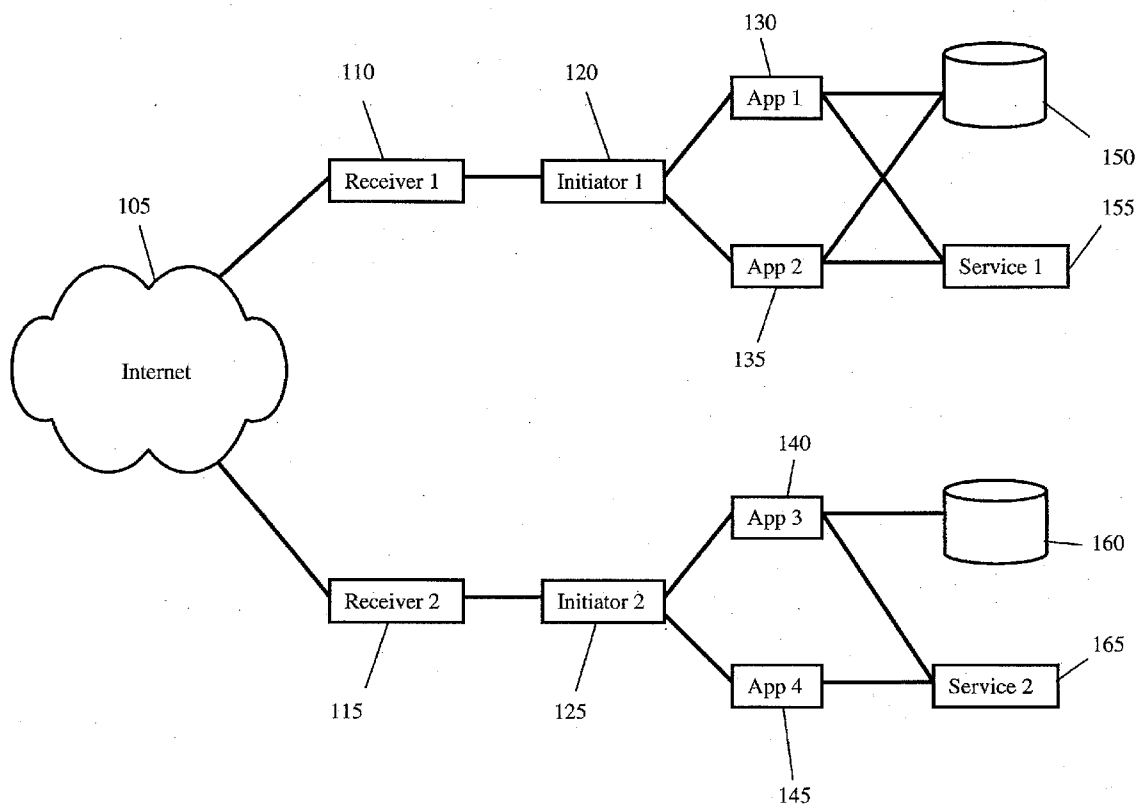 130
110
120
App 1
150
Receiver 1
Initiator 1
155
105
App 2
Service 1
135
Internet
140
App 3
160
Receiver 2
Initiator 2
165
App 4
Service 2
115
125
145